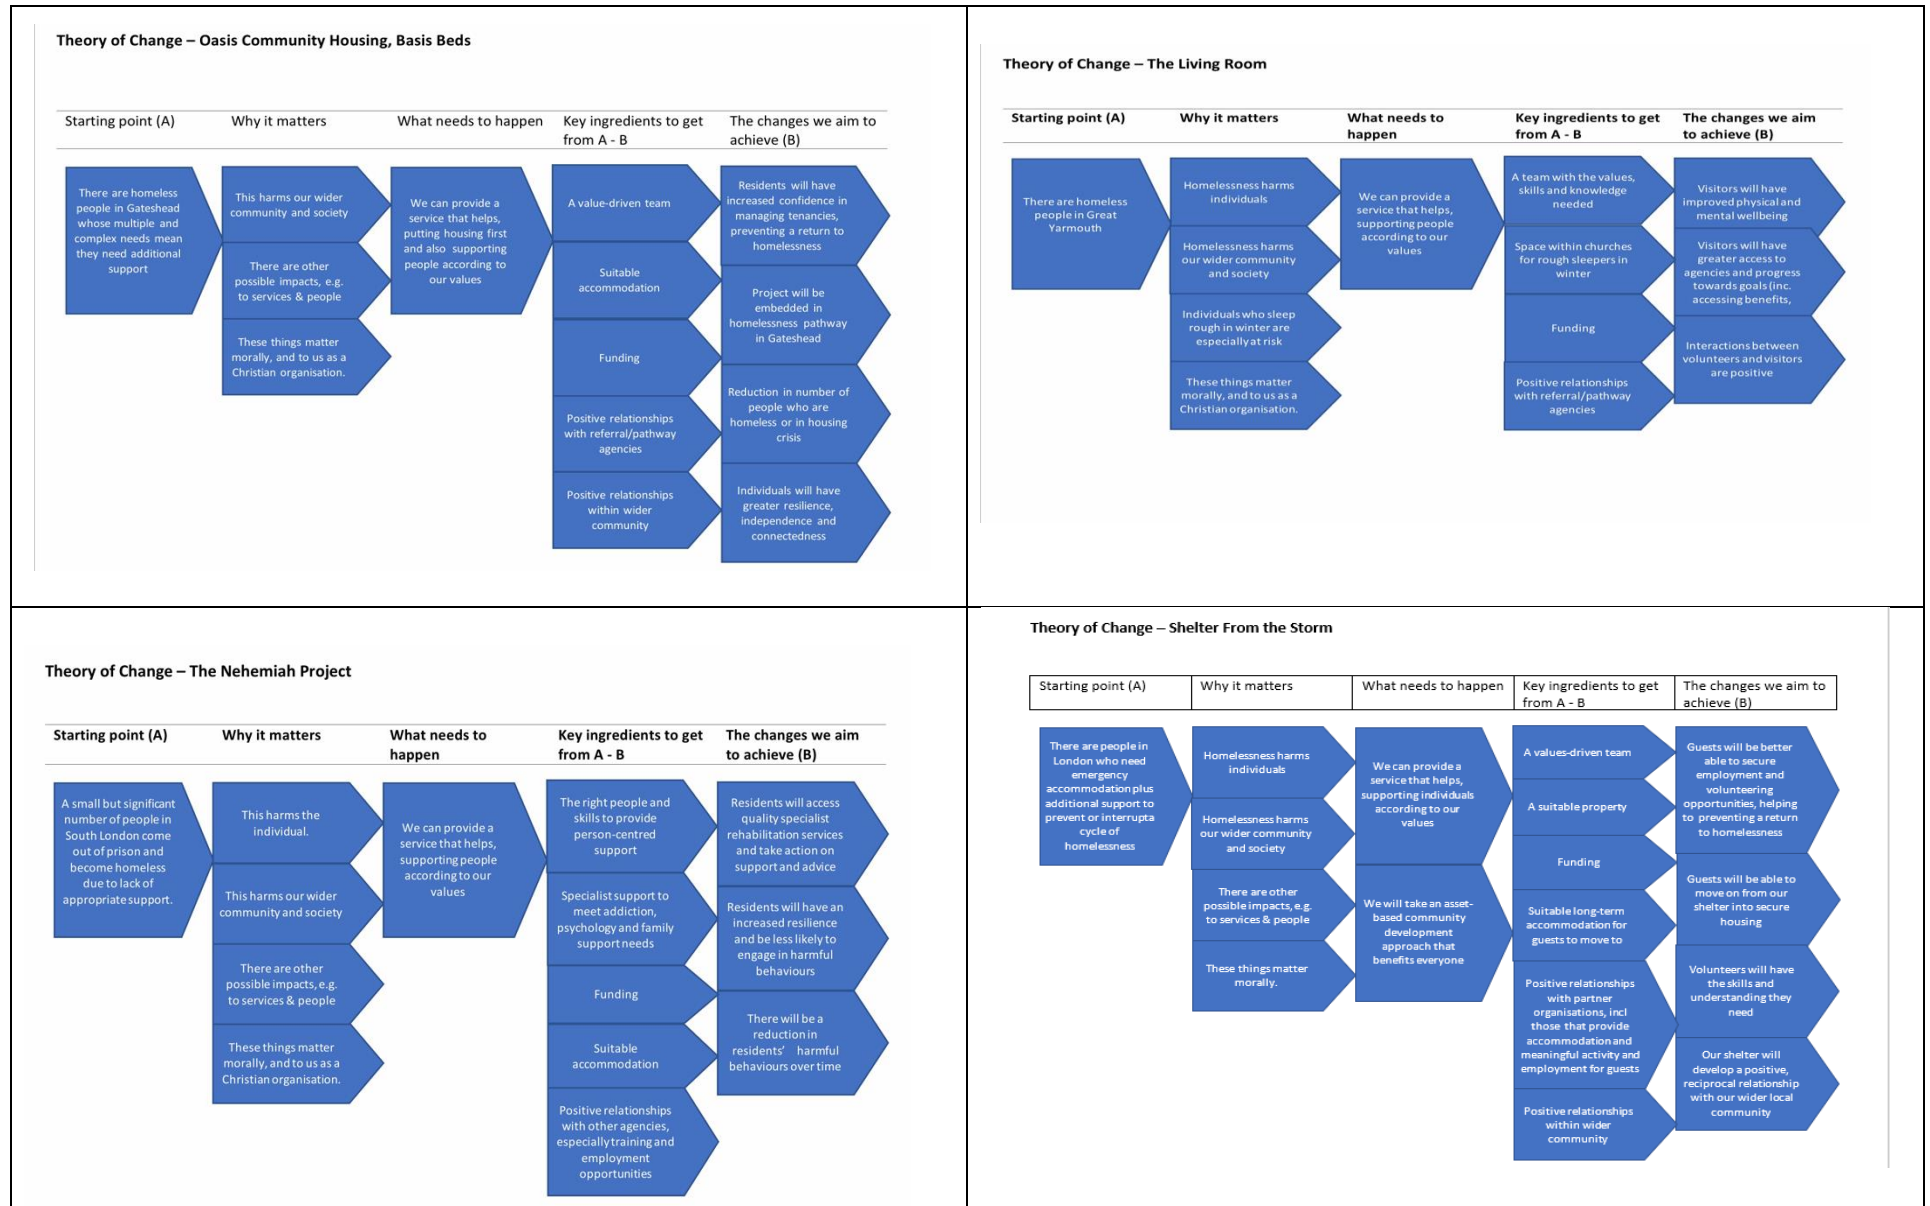 Theory of Change – Oasis Community Housing, Basis Beds
Starting point (A)
Why it matters
What needs to happen
Key ingredients to get
from A - B
The changes we aim to
achieve (B)
There are homeless
people in Gateshead
whose multiple and
complex needs mean
they need additional
support
This harms our wider
community and society
There are other
possible impacts, e.g.
to services & people
These things matter
morally, and to us as a
Christian organisation.
We can provide a
service that helps,
putting housing first
and also supporting
people according to
our values
A value-driven team
Suitable
accommodation
Funding
Positive relationships
with referral/pathway
agencies
Positive relationships
within wider
community
Residents will have
increased confidence in
managing tenancies,
preventing a return to
homelessness
Project will be
embedded in
homelessness pathway
in Gateshead
Reduction in number of
people who are
homeless or in housing
crisis
Individuals will have
greater resilience,
independence and
connectedness
Theory of Change – The Living Room
Starting point (A)
Why it matters
What needs to
happen
Key ingredients to get
from A - B
The changes we aim
to achieve (B)
There are homeless
people in Great
Yarmouth
Homelessness harms
individuals
Homelessness harms
our wider community
and society
Individuals who sleep
rough in winter are
especially at risk
These things matter
morally, and to us as a
Christian organisation.
We can provide a
service that helps,
supporting people
according to our
values
A team with the values,
skills and knowledge
needed
Space within churches
for rough sleepers in
winter
Funding
Positive relationships
with referral/pathway
agencies
Visitors will have
improved physical and
mental wellbeing
Visitors will have
greater access to
agencies and progress
towards goals (inc.
accessing benefits,
Interactions between
volunteers and visitors
are positive
Theory of Change – The Nehemiah Project
Starting point (A)
Why it matters
What needs to
happen
Key ingredients to get
from A - B
The changes we aim
to achieve (B)
A small but significant
number of people in
South London come
out of prison and
become homeless
due to lack of
appropriate support.
This harms the
individual.
This harms our wider
community and society
There are other
possible impacts, e.g.
to services & people
These things matter
morally, and to us as a
Christian organisation.
We can provide a
service that helps,
supporting people
according to our
values
The right people and
skills to provide
person-centred
support
Specialist support to
meet addiction,
psychology and family
support needs
Funding
Suitable
accommodation
Positive relationships
with other agencies,
especially training and
employment
opportunities
Residents will access
quality specialist
rehabilitation services
and take action on
support and advice
Residents will have an
increased resilience
and be less likely to
engage in harmful
behaviours
There will be a
reduction in
residents' harmful
behaviours over time
Theory of Change – Shelter From the Storm
Starting point (A)
Why it matters
What needs to happen
Key ingredients to get
from A - B
The changes we aim to
achieve (B)
There are people in
London who need
emergency
accommodation plus
additional support to
prevent or interrupt a
cycle of
homelessness
Homelessness harms
individuals
Homelessness harms
our wider community
and society
There are other
possible impacts, e.g.
to services & people
These things matter
morally.
We can provide a
service that helps,
supporting individuals
according to our
values
We will take an asset-
based community
development
approach that
benefits everyone
A values-driven team
A suitable property
Funding
Suitable long-term
accommodation for
guests to move to
Positive relationships
with partner
organisations, incl
those that provide
accommodation and
meaningful activity and
employment for guests
Positive relationships
within wider
community
Guests will be better
able to secure
employment and
volunteering
opportunities, helping
to preventing a return
to homelessness
Guests will be able to
move on from our
shelter into secure
housing
Volunteers will have
the skills and
understanding they
need
Our shelter will
develop a positive,
reciprocal relationship
with our wider local
community